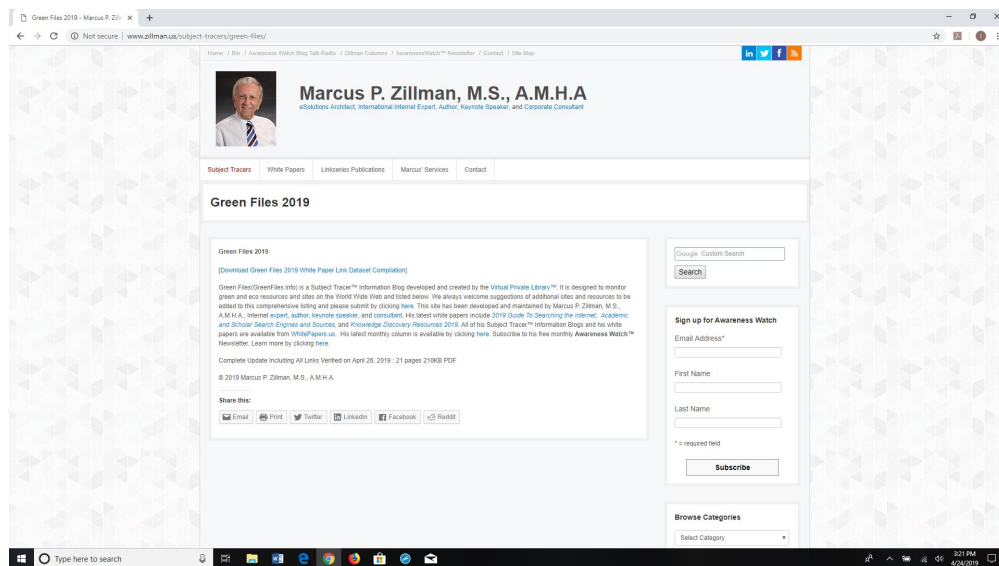 Green Files 2019 - Marcus P. Zillm
Not secure | www.zillman.us/subject-tracers/green-files/
Home / Bio / Awareness Watch Blog Talk Radio / Zillman Columns / AwarenessWatch™ Newsletter / Contact / Site Map
Marcus P. Zillman, M.S., A.M.H.A
eSolutions Architect, International Internet Expert, Author, Keynote Speaker, and Corporate Consultant
Subject Tracers White Papers Linkseries Publications Marcus' Services Contact
Green Files 2019
Green Files 2019
[Download Green Files 2019 White Paper Link Dataset Compilation]
Green Files(GreenFiles.info) is a Subject Tracer™ Information Blog developed and created by the Virtual Private Library™. It is designed to monitor
green and eco resources and sites on the World Wide Web and listed below. We always welcome suggestions of additional sites and resources to be
added to this comprehensive listing and please submit by clicking here. This site has been developed and maintained by Marcus P. Zillman, M.S.,
A.M.H.A.; Internet expert, author, keynote speaker, and consultant. His latest white papers include 2019 Guide To Searching the Internet, Academic
and Scholar Search Engines and Sources, and Knowledge Discovery Resources 2019. All of his Subject Tracer™ Information Blogs and his white
papers are available from WhitePapers.us. His latest monthly column is available by clicking here. Subscribe to his free monthly Awareness Watch™
Newsletter. Learn more by clicking here.
Complete Update Including All Links Verified on April 26, 2019 ; 21 pages 210KB PDF
© 2019 Marcus P. Zillman, M.S., A.M.H.A.
Share this:
Email Print Twitter LinkedIn Facebook Reddit
Google Custom Search
Search
Sign up for Awareness Watch
Email Address*
First Name
Last Name
* = required field
Subscribe
Browse Categories
Select Category
Type here to search
3:21 PM
4/24/2019